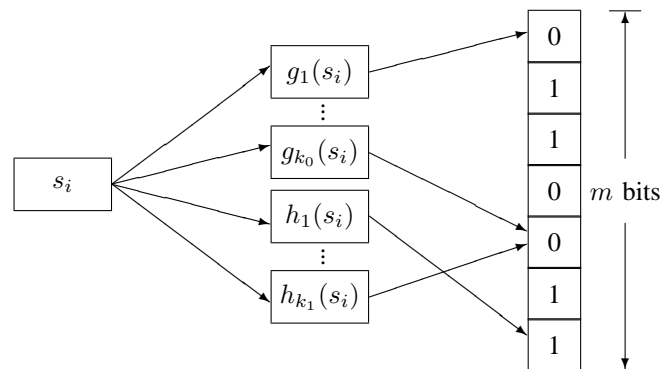 s_i
g_1(s_i)
⋮
g_{k_0}(s_i)
h_1(s_i)
⋮
h_{k_1}(s_i)
0
1
1
0
0
1
1
m bits